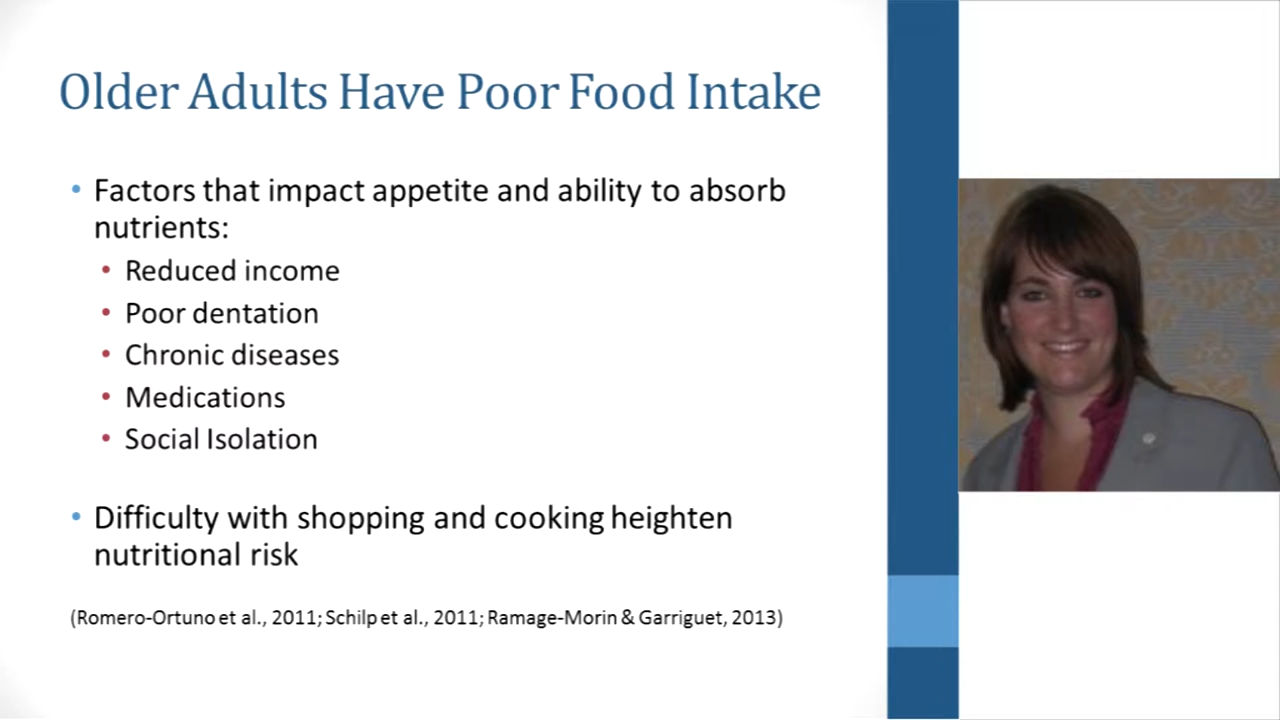 Older Adults Have Poor Food Intake
• Factors that impact appetite and ability to absorb
nutrients:
• Reduced income
• Poor dentation
• Chronic diseases
• Medications
• Social Isolation
• Difficulty with shopping and cooking heighten
nutritional risk
(Romero-Ortuno et al., 2011; Schilp et al., 2011; Ramage-Morin & Garriguet, 2013)